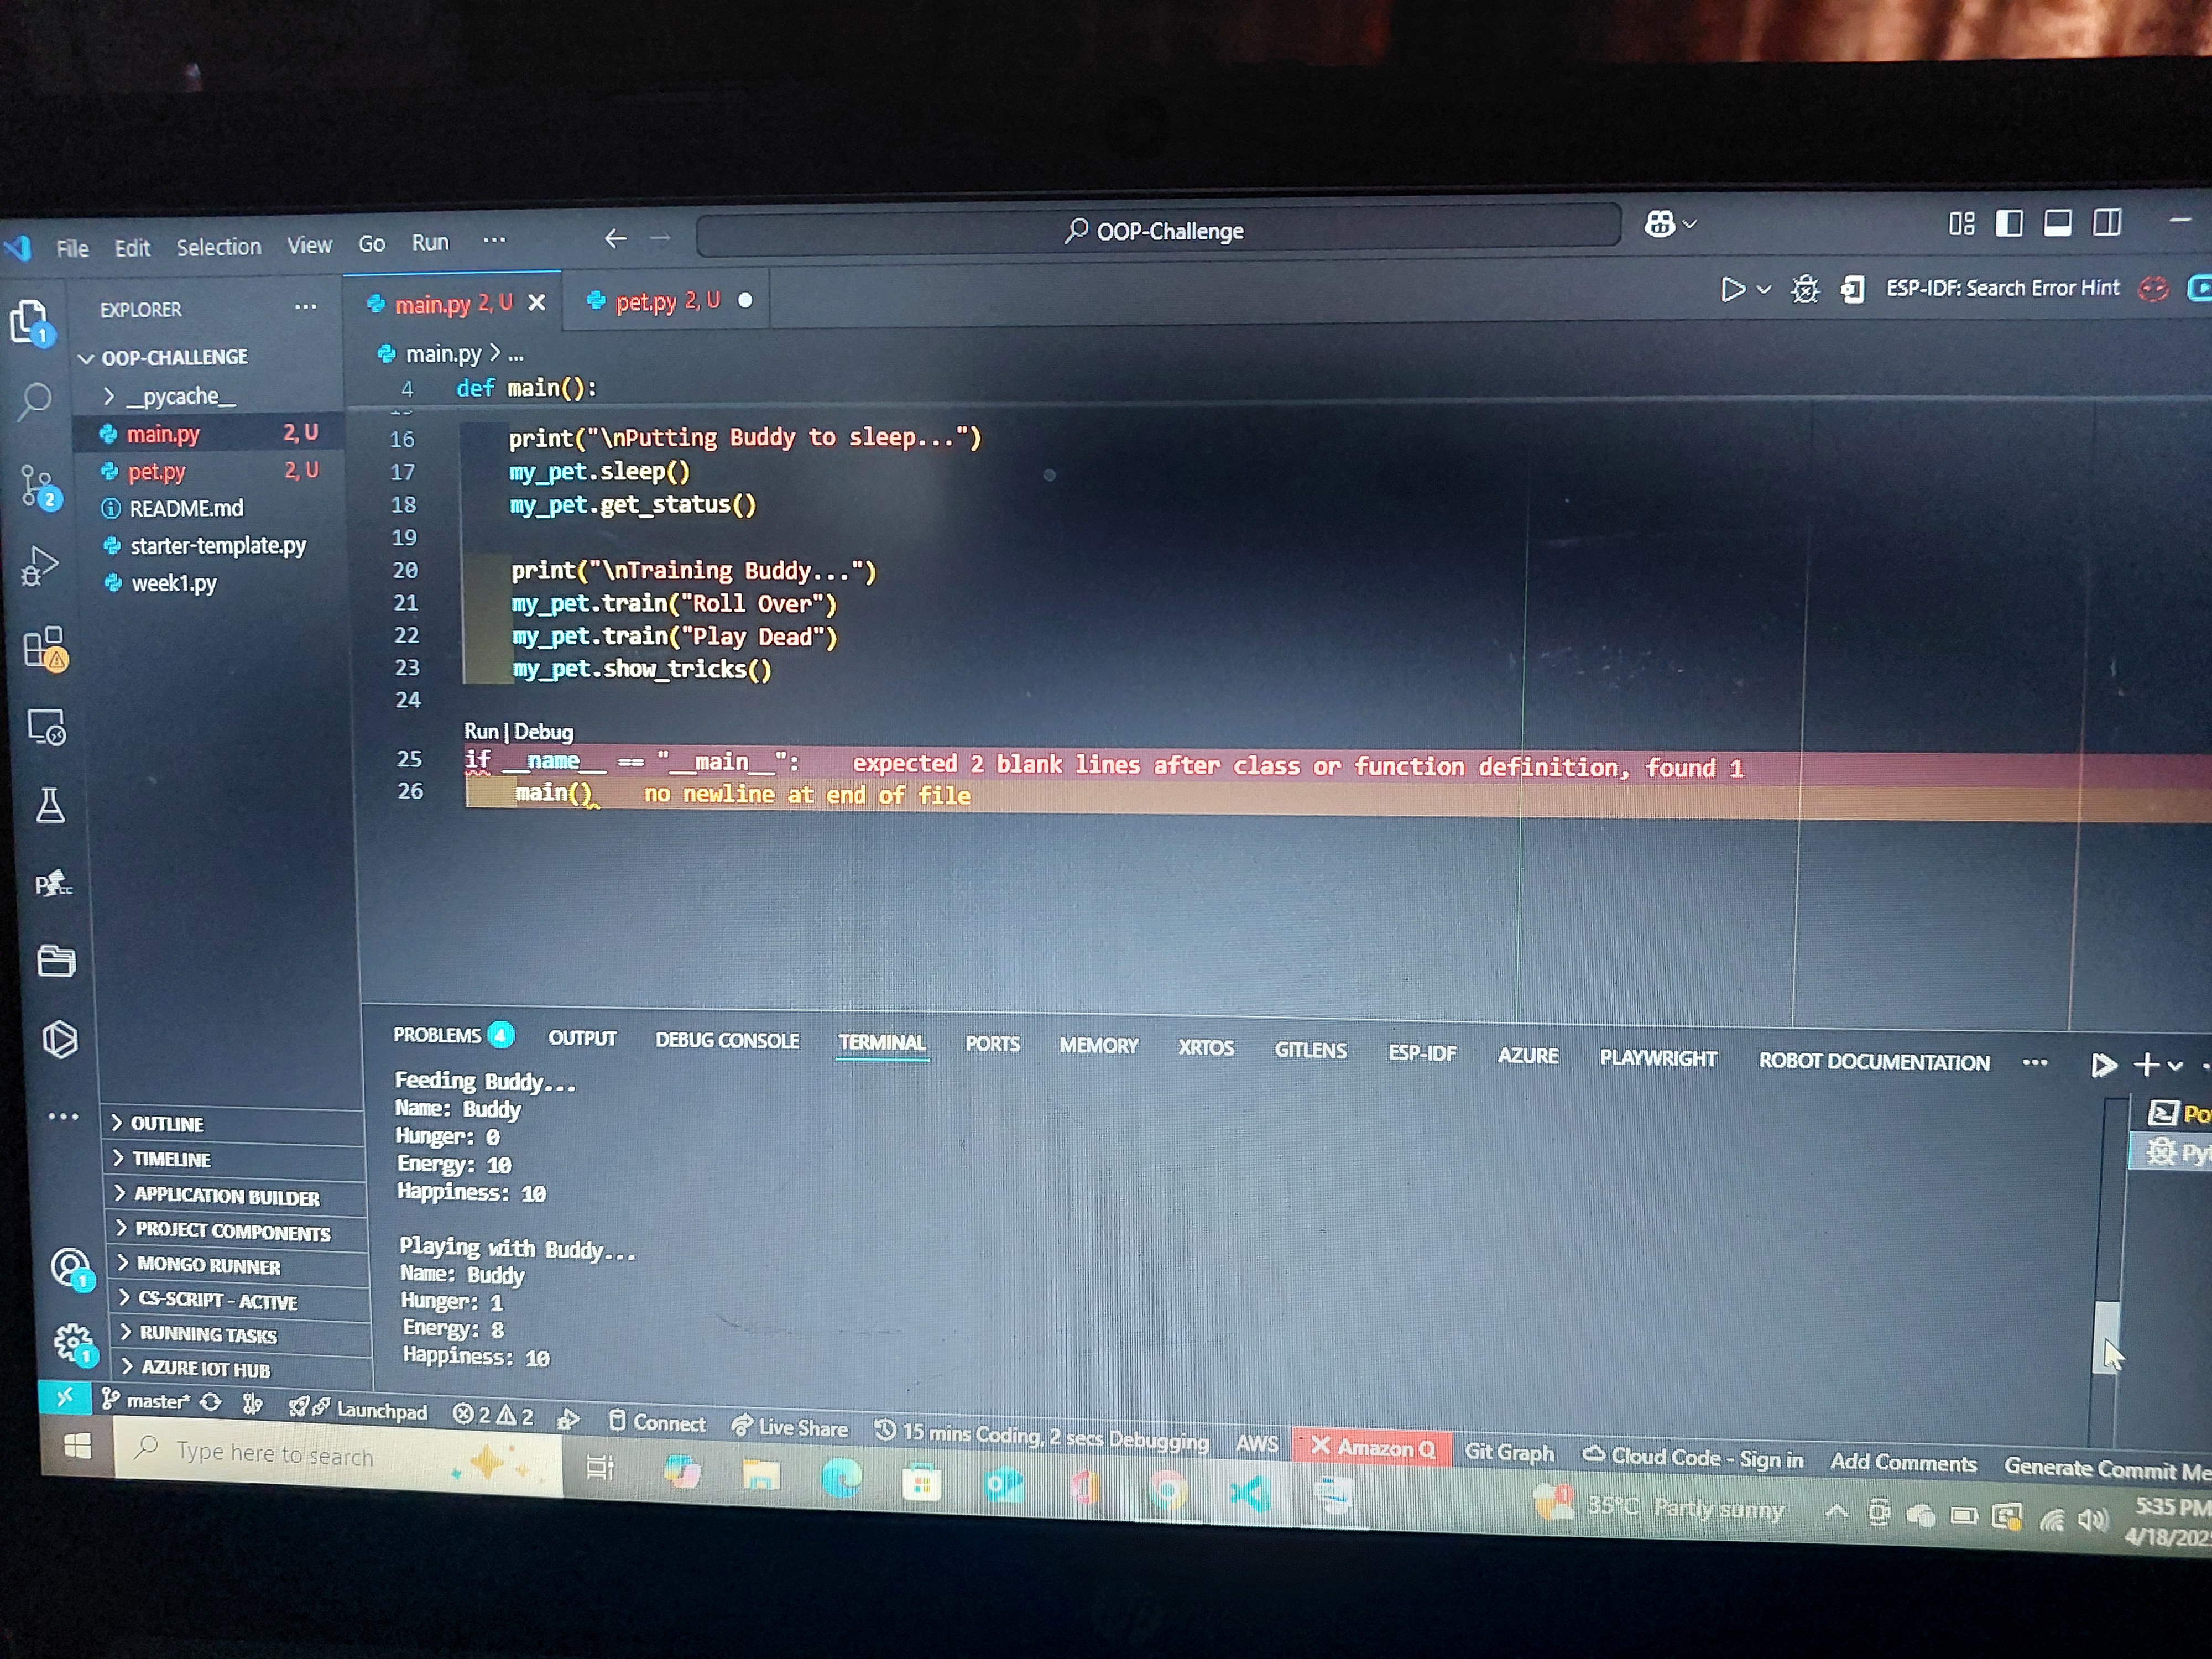 File Edit Selection View Go Run ...
OOP-Challenge
EXPLORER ...
main.py 2, U
pet.py 2, U
ESP-IDF: Search Error Hint
OOP-CHALLENGE
main.py > ...
__pycache__
4 def main():
main.py 2, U
pet.py 2, U
README.md
starter-template.py
week1.py
16 print("\nPutting Buddy to sleep...")
17 my_pet.sleep()
18 my_pet.get_status()
19
20 print("\nTraining Buddy...")
21 my_pet.train("Roll Over")
22 my_pet.train("Play Dead")
23 my_pet.show_tricks()
24
Run | Debug
25 if __name__ == "__main__": expected 2 blank lines after class or function definition, found 1
26 main() no newline at end of file
1
2
PROBLEMS 4 OUTPUT DEBUG CONSOLE TERMINAL PORTS MEMORY XRTOS GITLENS ESP-IDF AZURE PLAYWRIGHT ROBOT DOCUMENTATION ...
Feeding Buddy...
Name: Buddy
Hunger: 0
Energy: 10
Happiness: 10
Playing with Buddy...
Name: Buddy
Hunger: 1
Energy: 8
Happiness: 10
OUTLINE
TIMELINE
APPLICATION BUILDER
PROJECT COMPONENTS
MONGO RUNNER
CS-SCRIPT - ACTIVE
RUNNING TASKS
AZURE IOT HUB
1
1
master* Launchpad 2 2 Connect Live Share 15 mins Coding, 2 secs Debugging AWS Amazon Q Git Graph Cloud Code - Sign in Add Comments Generate Commit Me
Type here to search
1
35°C Partly sunny
5:35 PM
4/18/202